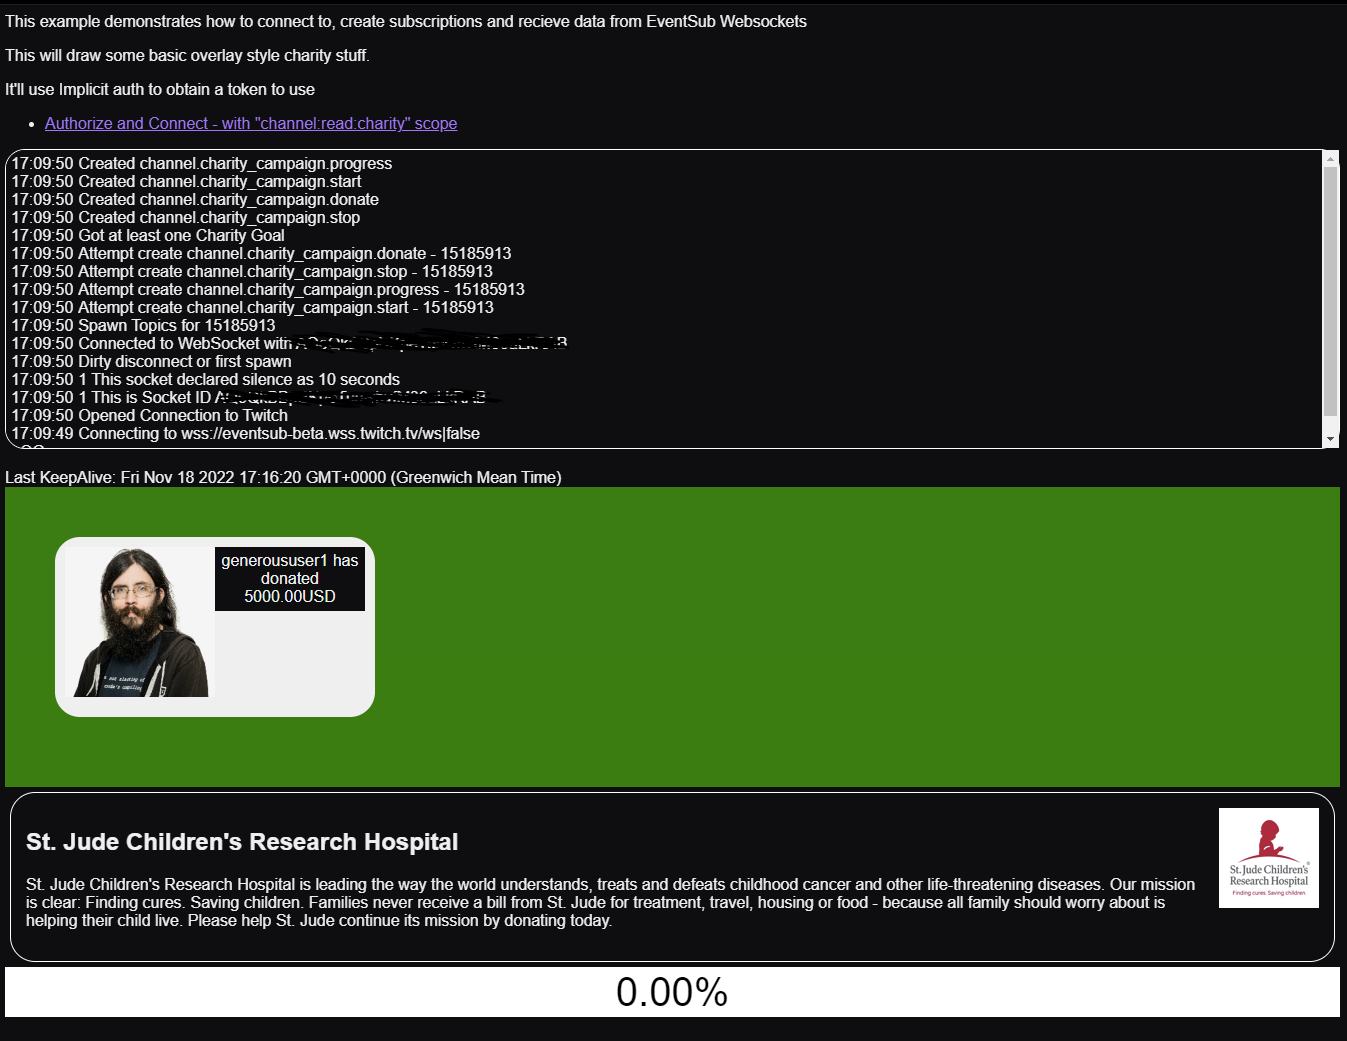 This example demonstrates how to connect to, create subscriptions and recieve data from EventSub Websockets
This will draw some basic overlay style charity stuff.
It'll use Implicit auth to obtain a token to use
Authorize and Connect - with "channel:read:charity" scope
17:09:50 Created channel.charity_campaign.progress
17:09:50 Created channel.charity_campaign.start
17:09:50 Created channel.charity_campaign.donate
17:09:50 Created channel.charity_campaign.stop
17:09:50 Got at least one Charity Goal
17:09:50 Attempt create channel.charity_campaign.donate - 15185913
17:09:50 Attempt create channel.charity_campaign.stop - 15185913
17:09:50 Attempt create channel.charity_campaign.progress - 15185913
17:09:50 Attempt create channel.charity_campaign.start - 15185913
17:09:50 Spawn Topics for 15185913
17:09:50 Connected to WebSocket with
17:09:50 Dirty disconnect or first spawn
17:09:50 1 This socket declared silence as 10 seconds
17:09:50 1 This is Socket ID
17:09:50 Opened Connection to Twitch
17:09:49 Connecting to wss://eventsub-beta.wss.twitch.tv/ws|false
Last KeepAlive: Fri Nov 18 2022 17:16:20 GMT+0000 (Greenwich Mean Time)
generoususer1 has
donated
5000.00USD
St. Jude Children's Research Hospital
St. Jude Children's Research Hospital is leading the way the world understands, treats and defeats childhood cancer and other life-threatening diseases. Our mission
is clear: Finding cures. Saving children. Families never receive a bill from St. Jude for treatment, travel, housing or food - because all family should worry about is
helping their child live. Please help St. Jude continue its mission by donating today.
St. Jude Children's
Research Hospital
Finding cures. Saving children.
0.00%